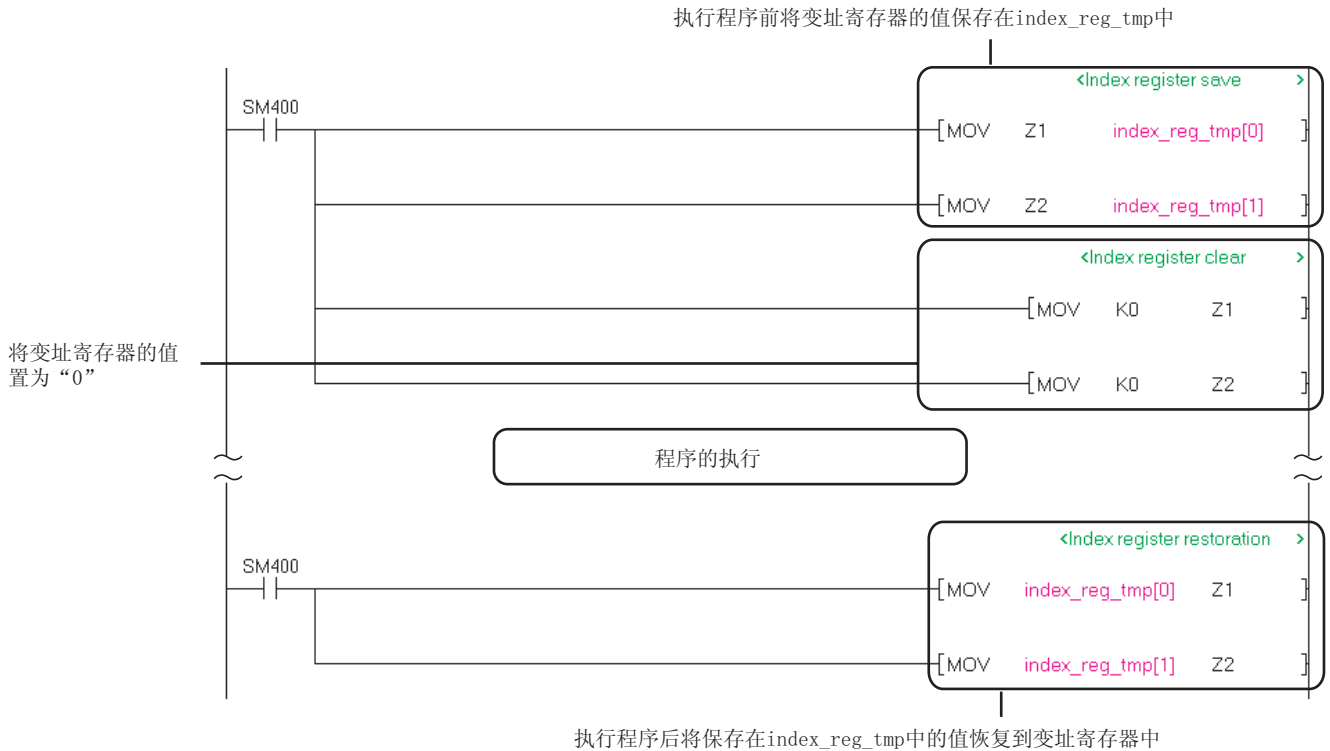 执行程序前将变址寄存器的值保存在index_reg_tmp中
<Index register save >
SM400
[MOV Z1 index_reg_tmp[0] ]
[MOV Z2 index_reg_tmp[1] ]
<Index register clear >
[MOV K0 Z1 ]
将变址寄存器的值
置为“0”
[MOV K0 Z2 ]
程序的执行
<Index register restoration >
SM400
[MOV index_reg_tmp[0] Z1 ]
[MOV index_reg_tmp[1] Z2 ]
执行程序后将保存在index_reg_tmp中的值恢复到变址寄存器中